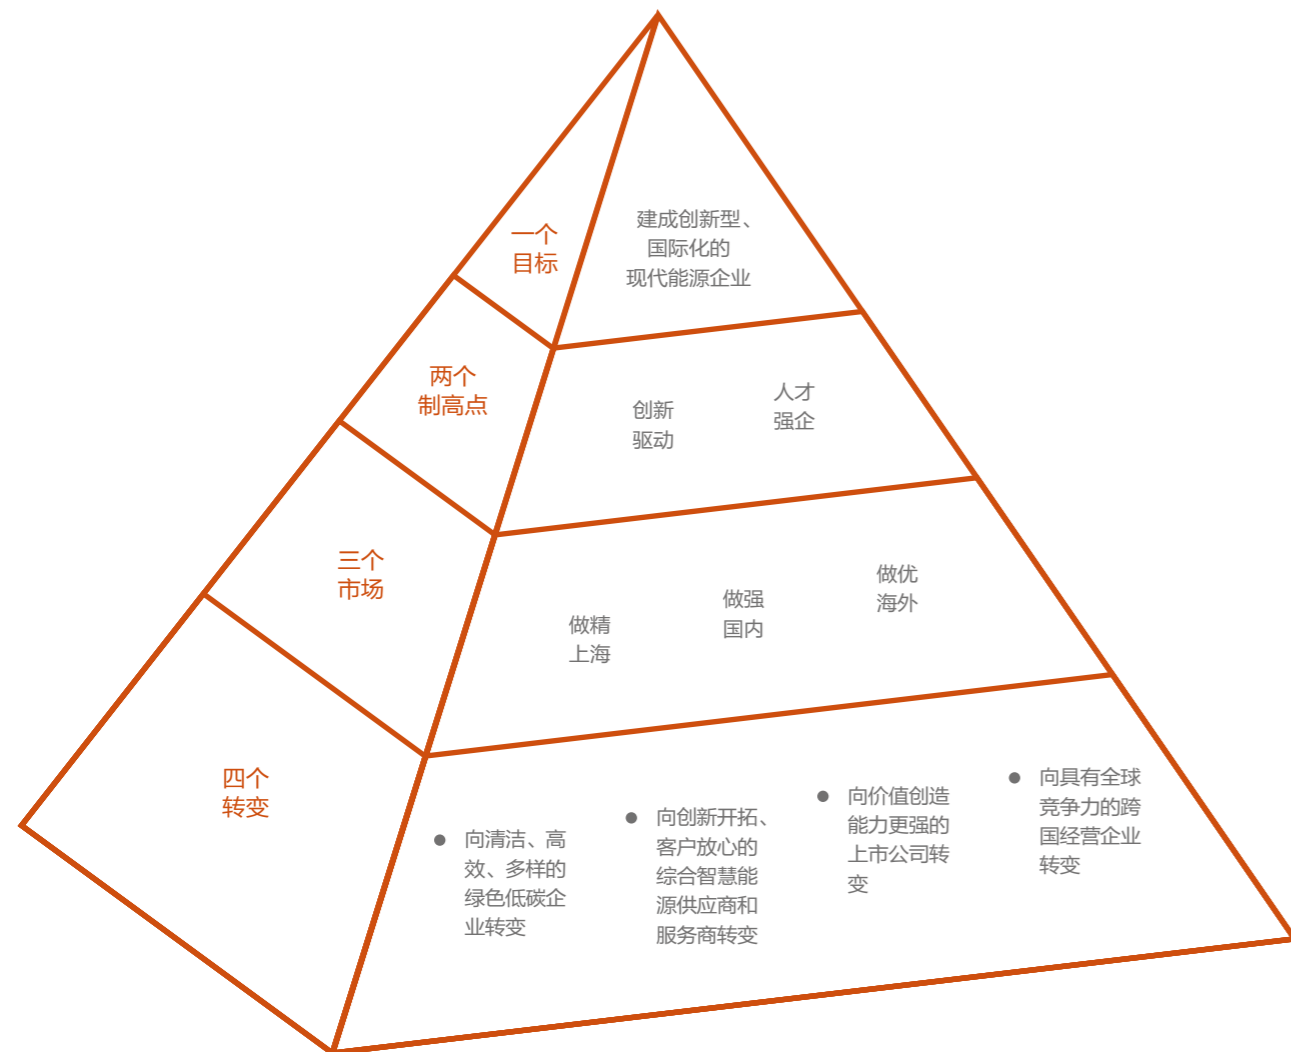 一个
目标
建成创新型、
国际化的
现代能源企业
两个
制高点
创新
驱动
人才
强企
三个
市场
做精
上海
做强
国内
做优
海外
四个
转变
● 向清洁、高
效、多样的
绿色低碳企
业转变
● 向创新开拓、
客户放心的
综合智慧能
源供应商和
服务商转变
● 向价值创造
能力更强的
上市公司转
变
● 向具有全球
竞争力的跨
国经营企业
转变